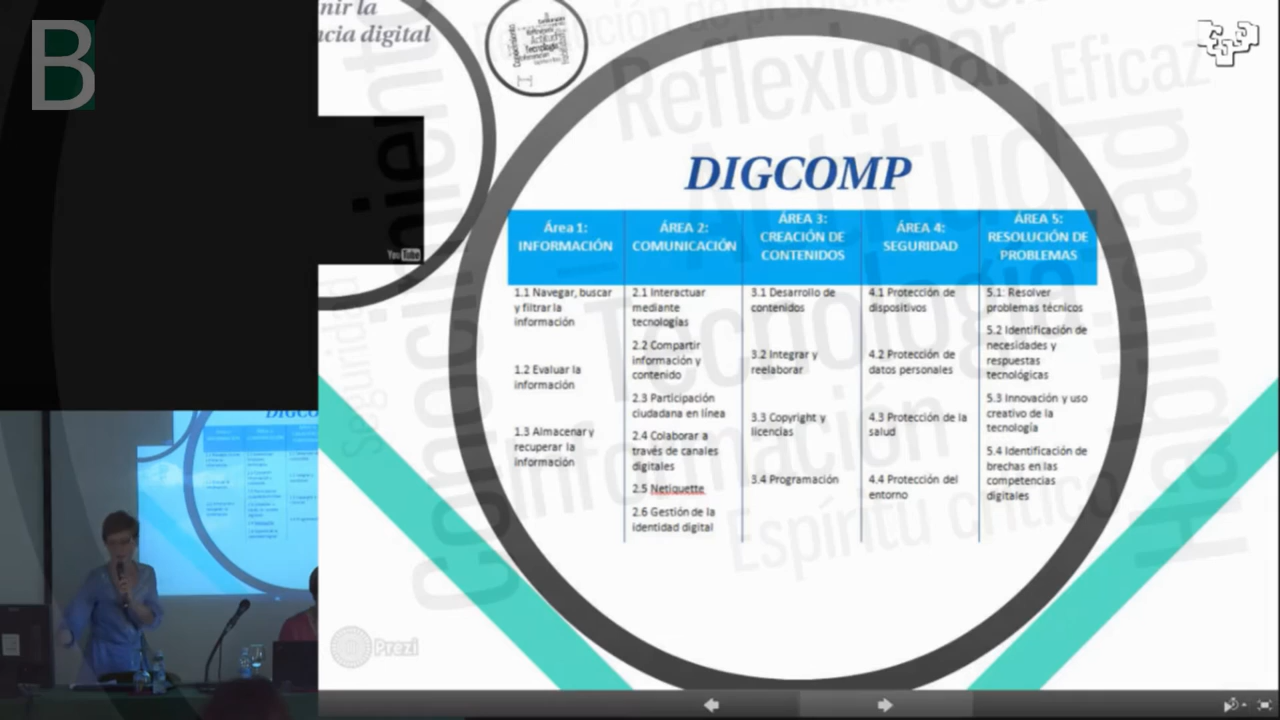 B
nir la
ncia digital
Reflexionar
Eficaz
Actitud
DIGCOMP
Área 1:
INFORMACIÓN
ÁREA 2:
COMUNICACIÓN
ÁREA 3:
CREACIÓN DE
CONTENIDOS
ÁREA 4:
SEGURIDAD
ÁREA 5:
RESOLUCIÓN DE
PROBLEMAS
1.1 Navegar, buscar
y filtrar la
información
1.2 Evaluar la
información
1.3 Almacenar y
recuperar la
información
2.1 Interactuar
mediante
tecnologías
2.2 Compartir
información y
contenido
2.3 Participación
ciudadana en línea
2.4 Colaborar a
través de canales
digitales
2.5 Netiquette
2.6 Gestión de la
identidad digital
3.1 Desarrollo de
contenidos
3.2 Integrar y
reelaborar
3.3 Copyright y
licencias
3.4 Programación
4.1 Protección de
dispositivos
4.2 Protección de
datos personales
4.3 Protección de la
salud
4.4 Protección del
entorno
5.1: Resolver
problemas técnicos
5.2 Identificación de
necesidades y
respuestas
tecnológicas
5.3 Innovación y uso
creativo de la
tecnología
5.4 Identificación de
brechas en las
competencias
digitales
Tecnología
Información
Espíritu crítico
YouTube
Prezi
DIGCO